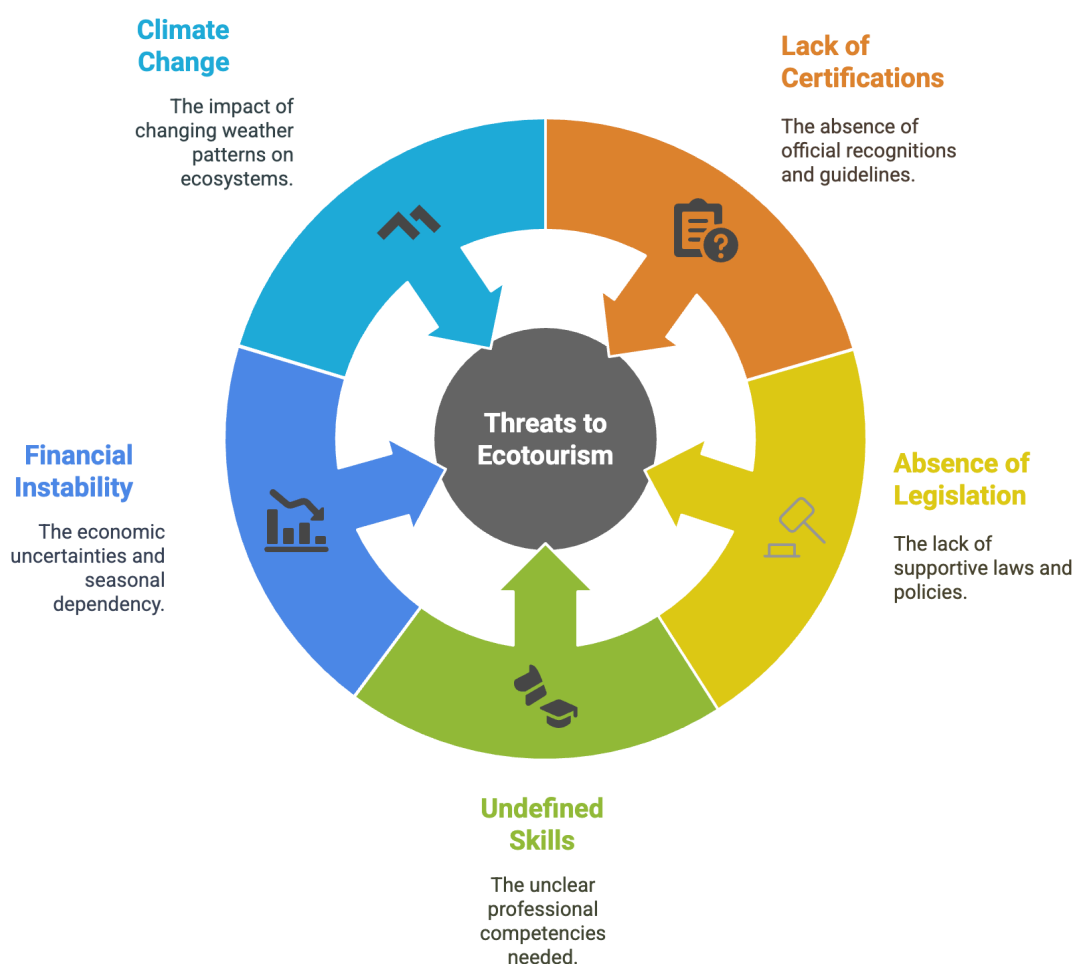 Climate
Change
The impact of
changing weather
patterns on
ecosystems.
Lack of
Certifications
The absence of
official recognitions
and guidelines.
Threats to
Ecotourism
Financial
Instability
The economic
uncertainties and
seasonal
dependency.
Absence of
Legislation
The lack of
supportive laws and
policies.
Undefined
Skills
The unclear
professional
competencies
needed.
?